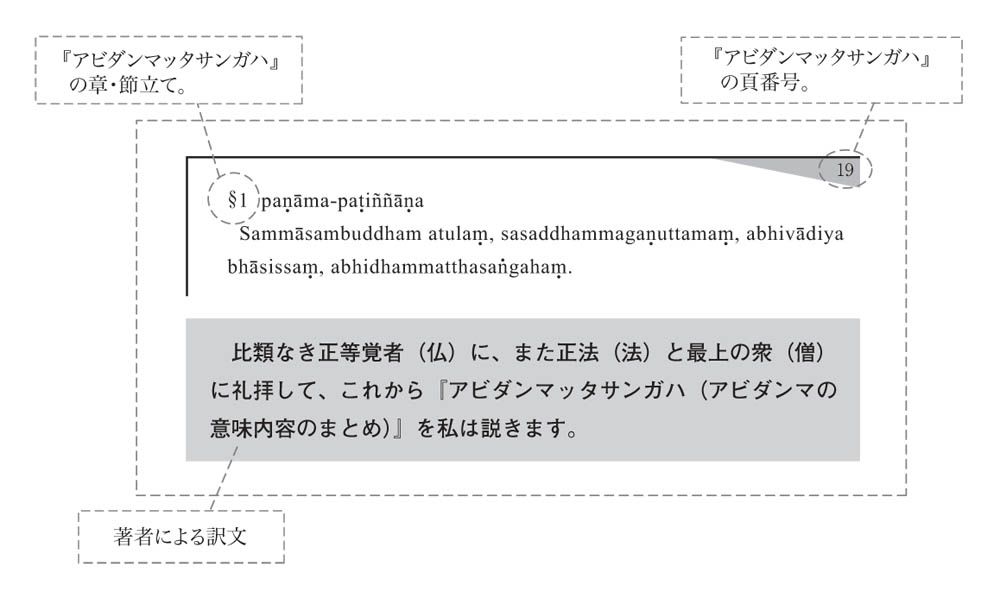 『アビダンマッタサンガハ』
の章・節立て。
『アビダンマッタサンガハ』
の頁番号。
19
§1 paṇāma-paṭiññāṇa
Sammāsambuddham atulaṃ, sasaddhammagaṇuttamaṃ, abhivādiya
bhāsissaṃ, abhidhammatthasaṅgahaṃ.
比類なき正等覚者（仏）に、また正法（法）と最上の衆（僧）
に礼拝して、これから『アビダンマッタサンガハ（アビダンマの
意味内容のまとめ）』を私は説きます。
著者による訳文